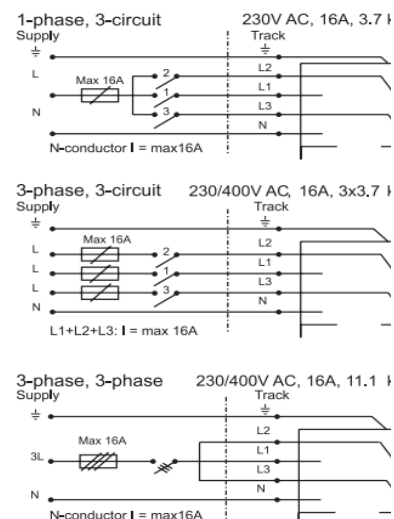 1-phase, 3-circuit 230V AC, 16A, 3.7 k
Supply Track
L Max 16A 2 L2
1 L1
3 L3
N N
N-conductor I = max16A
3-phase, 3-circuit 230/400V AC, 16A, 3x3.7 k
Supply Track
Max 16A
L 2 L2
L 1 L1
L 3 L3
N N
L1+L2+L3: I = max 16A
3-phase, 3-phase 230/400V AC, 16A, 11.1 k
Supply Track
L2
Max 16A
3L L1
L3
N N
N-conductor I = max16A